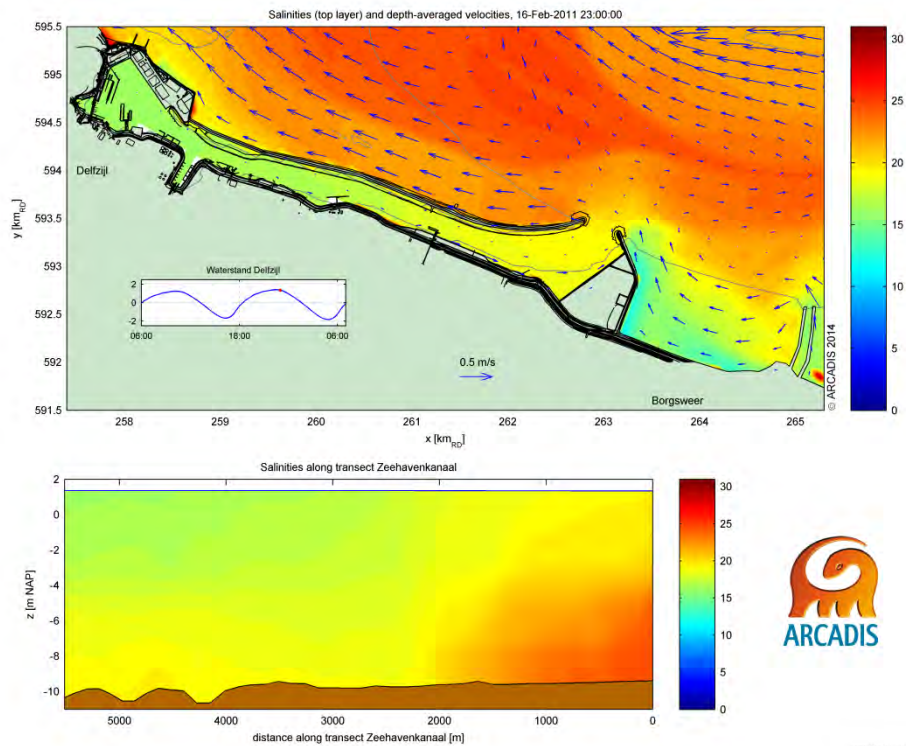 Salinities (top layer) and depth-averaged velocities, 16-Feb-2011 23:00:00
595.5
595
594.5
594
593.5
593
592.5
592
591.5
y [km_RD]
Delfzijl
Waterstand Delfzijl
2
0
-2
06:00 18:00 06:00
0.5 m/s
Borgsweer
© ARCADIS 2014
258 259 260 261 262 263 264 265
x [km_RD]
30
25
20
15
10
5
0
Salinities along transect Zeehavenkanaal
2
0
-2
-4
-6
-8
-10
z [m NAP]
5000 4000 3000 2000 1000 0
distance along transect Zeehavenkanaal [m]
30
25
20
15
10
5
0
ARCADIS